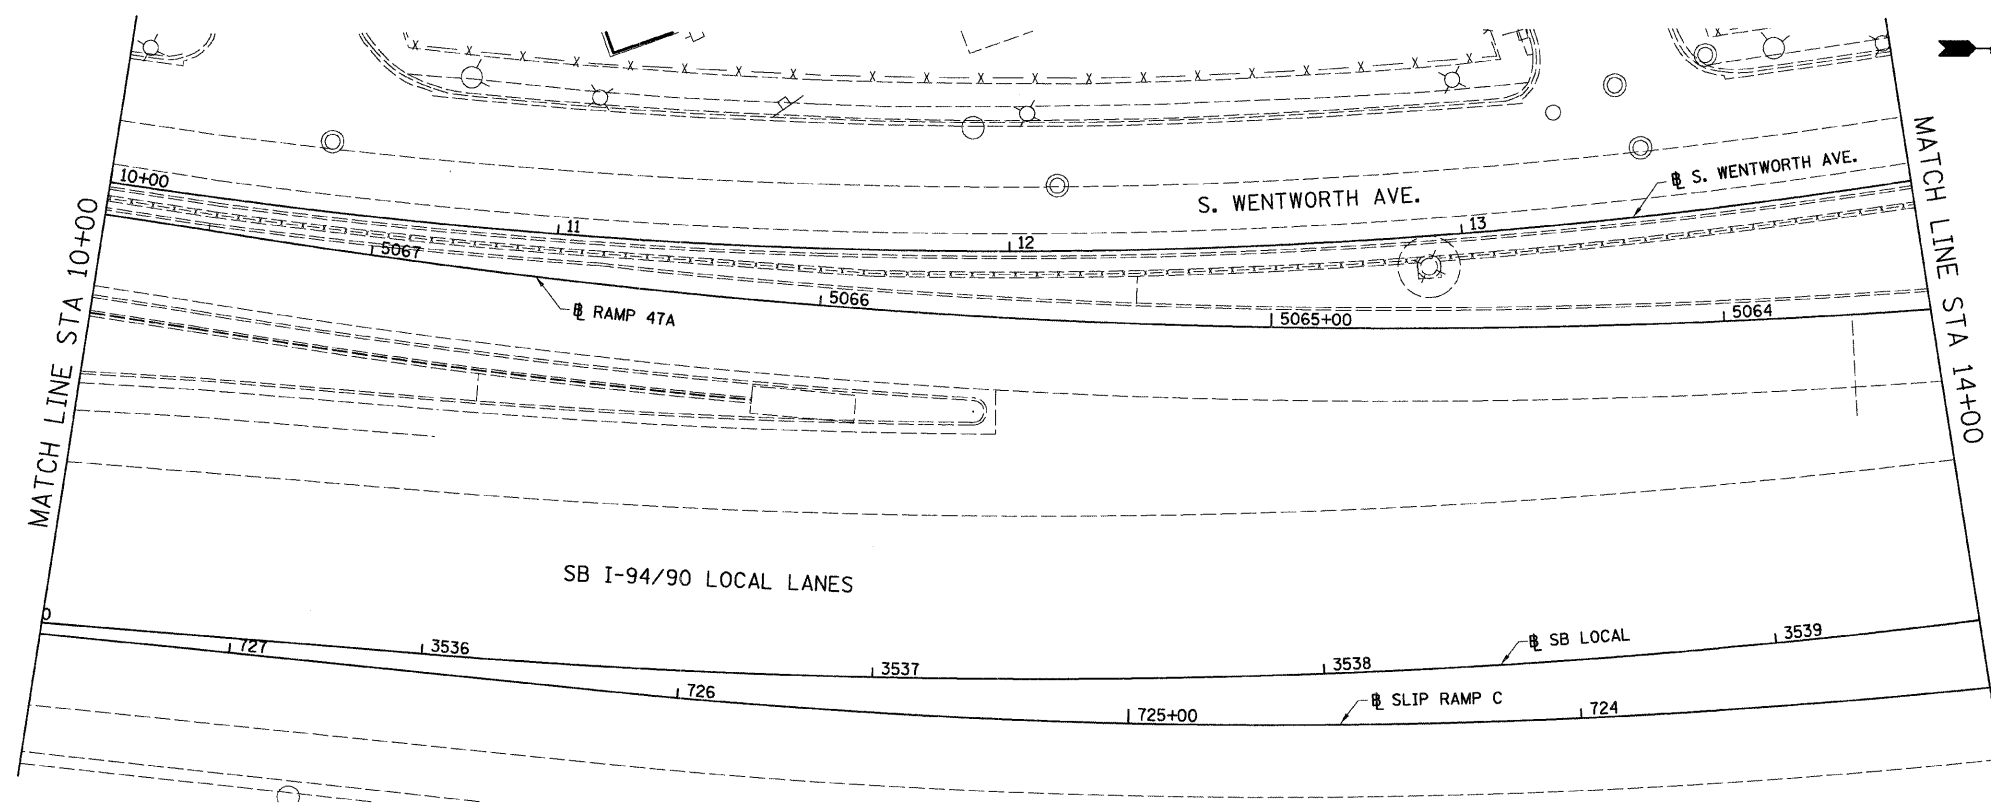 10+00
11
12
13
S. WENTWORTH AVE.
℄ S. WENTWORTH AVE.
MATCH LINE STA 10+00
MATCH LINE STA 14+00
5067
5066
5065+00
5064
℄ RAMP 47A
SB I-94/90 LOCAL LANES
3536
3537
3538
3539
℄ SB LOCAL
727
726
725+00
724
℄ SLIP RAMP C